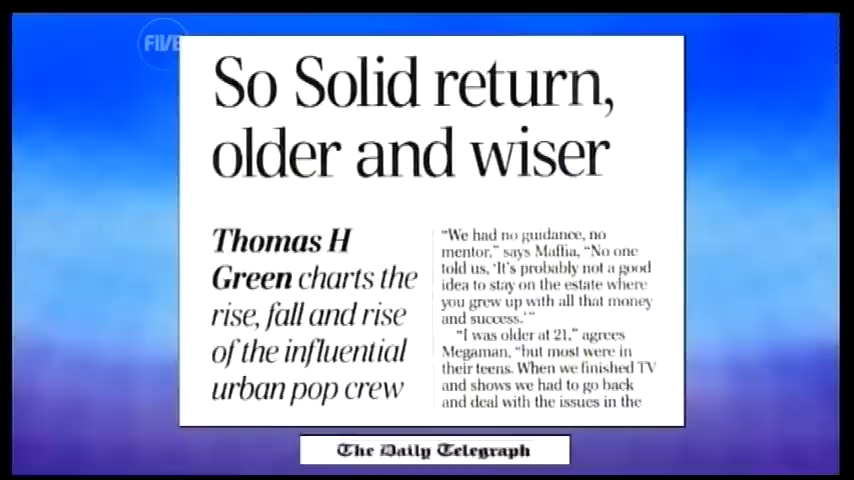 FIVE
So Solid return,
older and wiser
Thomas H
Green charts the
rise, fall and rise
of the influential
urban pop crew
“We had no guidance, no
mentor,” says Maffia, “No one
told us, ‘It’s probably not a good
idea to stay on the estate where
you grew up with all that money
and success.’”
“I was older at 21,” agrees
Megaman, “but most were in
their teens. When we finished TV
and shows we had to go back
and deal with the issues in the
The Daily Telegraph